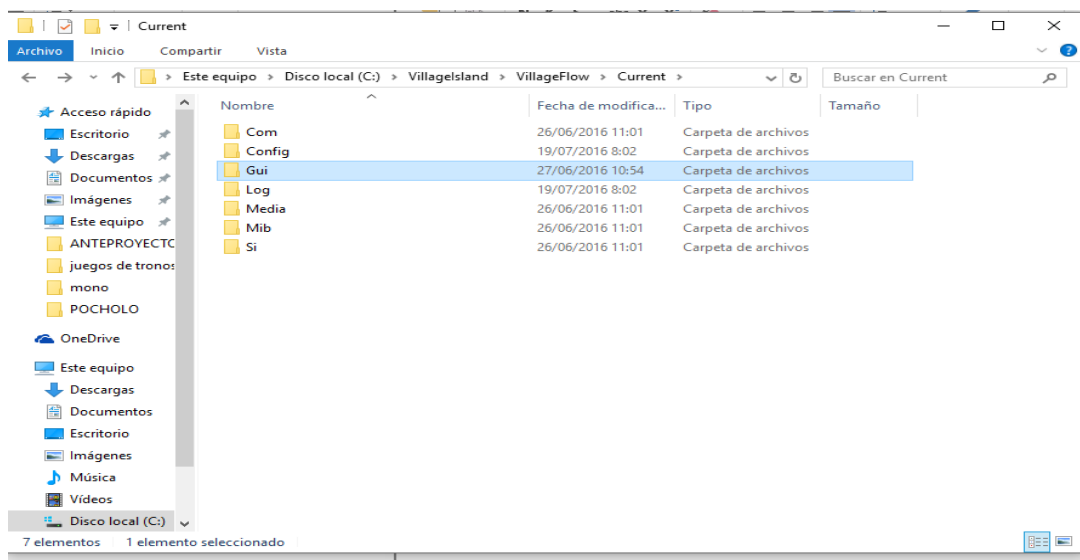 Current
Archivo Inicio Compartir Vista
Este equipo > Disco local (C:) > VillageIsland > VillageFlow > Current >
Buscar en Current
Nombre Fecha de modifica... Tipo Tamaño
Com 26/06/2016 11:01 Carpeta de archivos
Config 19/07/2016 8:02 Carpeta de archivos
Gui 27/06/2016 10:54 Carpeta de archivos
Log 19/07/2016 8:02 Carpeta de archivos
Media 26/06/2016 11:01 Carpeta de archivos
Mib 26/06/2016 11:01 Carpeta de archivos
Si 26/06/2016 11:01 Carpeta de archivos
Acceso rápido
Escritorio
Descargas
Documentos
Imágenes
Este equipo
ANTEPROYECTO
juegos de tronos
mono
POCHOLO
OneDrive
Este equipo
Descargas
Documentos
Escritorio
Imágenes
Música
Vídeos
Disco local (C:)
7 elementos 1 elemento seleccionado